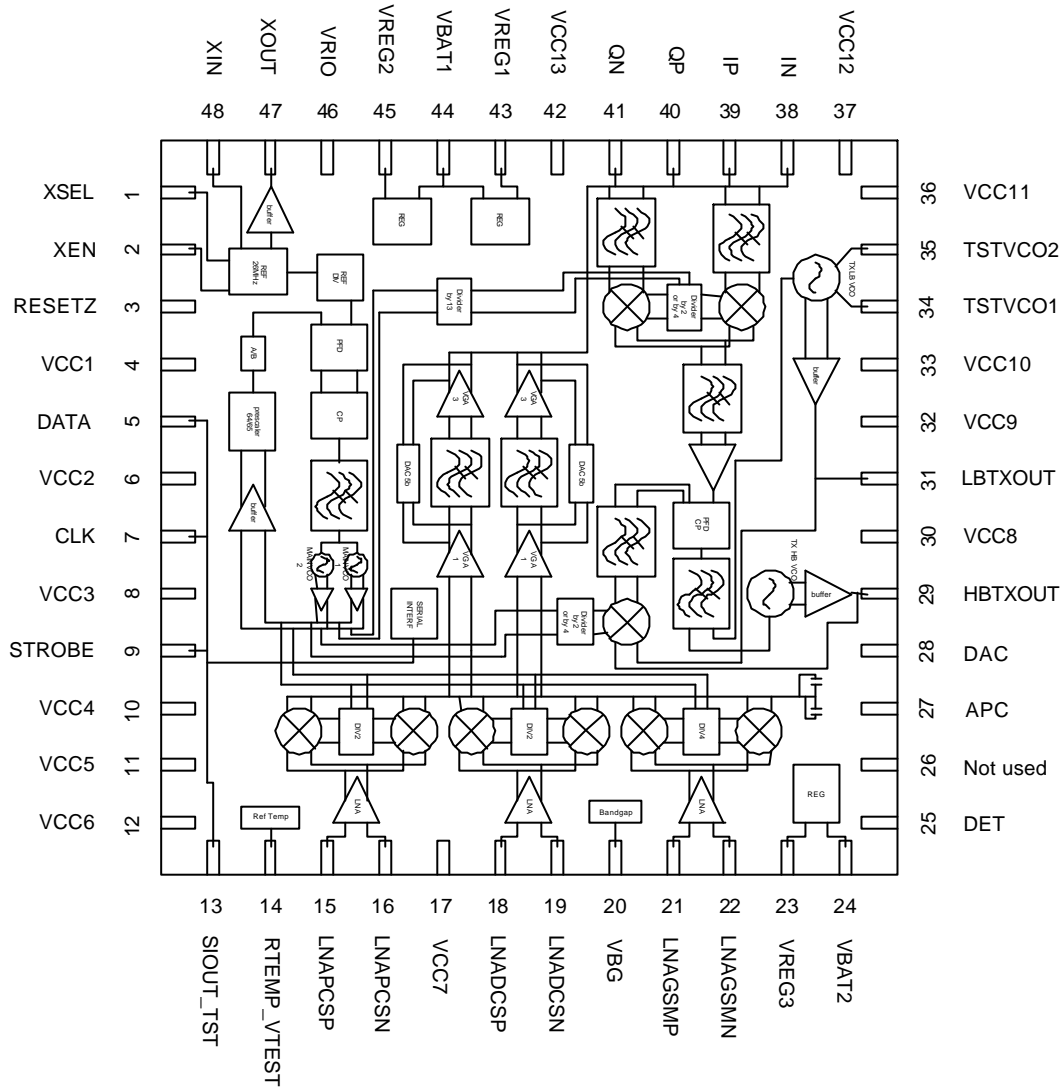 XIN
XOUT
VRIO
VREG2
VBAT1
VREG1
VCC13
QN
QP
IP
IN
VCC12
48
47
46
45
44
43
42
41
40
39
38
37
XSEL 1
XEN 2
RESETZ 3
VCC1 4
DATA 5
VCC2 6
CLK 7
VCC3 8
STROBE 9
VCC4 10
VCC5 11
VCC6 12
36 VCC11
35 TSTVCO2
34 TSTVCO1
33 VCC10
32 VCC9
31 LBTXOUT
30 VCC8
29 HBTXOUT
28 DAC
27 APC
26 Not used
25 DET
buffer
REF
26MHz
REF
DIV
REG
REG
A/B
PFD
prescaler
64/65
CP
buffer
MAINVCO
2
MAINVCO
1
Divider
by 13
VGA
3
VGA
3
DAC 5b
DAC 5b
VGA
1
VGA
1
SERIAL
INTERF
Divider
by 2
or by 4
Divider
by 2
or by 4
TX LB VCO
buffer
PFD
CP
TX HB VCO
buffer
DIV2
DIV2
DIV4
LNA
LNA
LNA
Ref Temp
Bandgap
REG
13
14
15
16
17
18
19
20
21
22
23
24
SIOUT_TST
RTEMP_VTEST
LNAPCSP
LNAPCSN
VCC7
LNADCSP
LNADCSN
VBG
LNAGSMP
LNAGSMN
VREG3
VBAT2